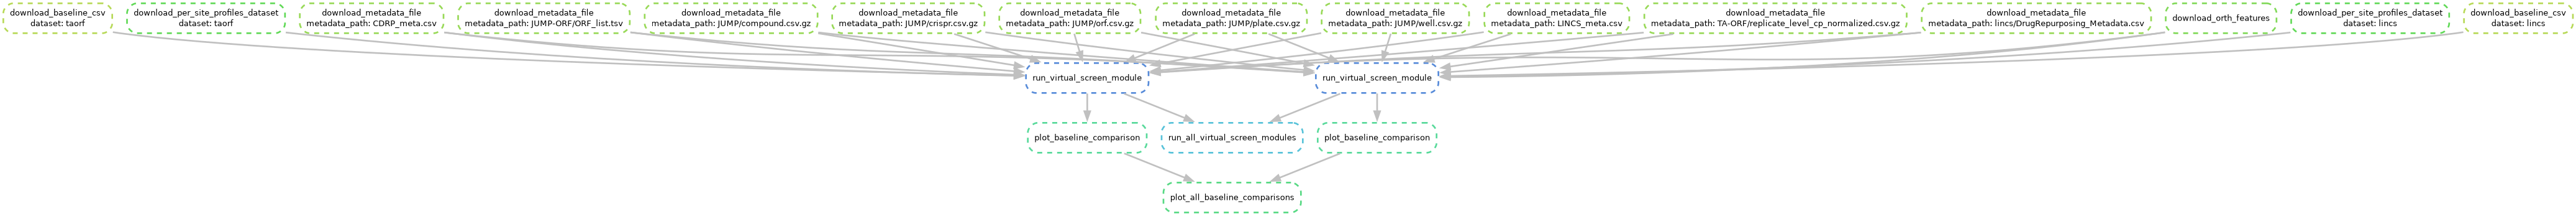 download_baseline_csv
dataset: taorf
download_per_site_profiles_dataset
dataset: taorf
download_metadata_file
metadata_path: CDRP_meta.csv
download_metadata_file
metadata_path: JUMP-ORF/ORF_list.tsv
download_metadata_file
metadata_path: JUMP/compound.csv.gz
download_metadata_file
metadata_path: JUMP/crispr.csv.gz
download_metadata_file
metadata_path: JUMP/orf.csv.gz
download_metadata_file
metadata_path: JUMP/plate.csv.gz
download_metadata_file
metadata_path: JUMP/well.csv.gz
download_metadata_file
metadata_path: LINCS_meta.csv
download_metadata_file
metadata_path: TA-ORF/replicate_level_cp_normalized.csv.gz
download_metadata_file
metadata_path: lincs/DrugRepurposing_Metadata.csv
download_orth_features
download_per_site_profiles_dataset
dataset: lincs
download_baseline_csv
dataset: lincs
run_virtual_screen_module
run_virtual_screen_module
plot_baseline_comparison
run_all_virtual_screen_modules
plot_baseline_comparison
plot_all_baseline_comparisons